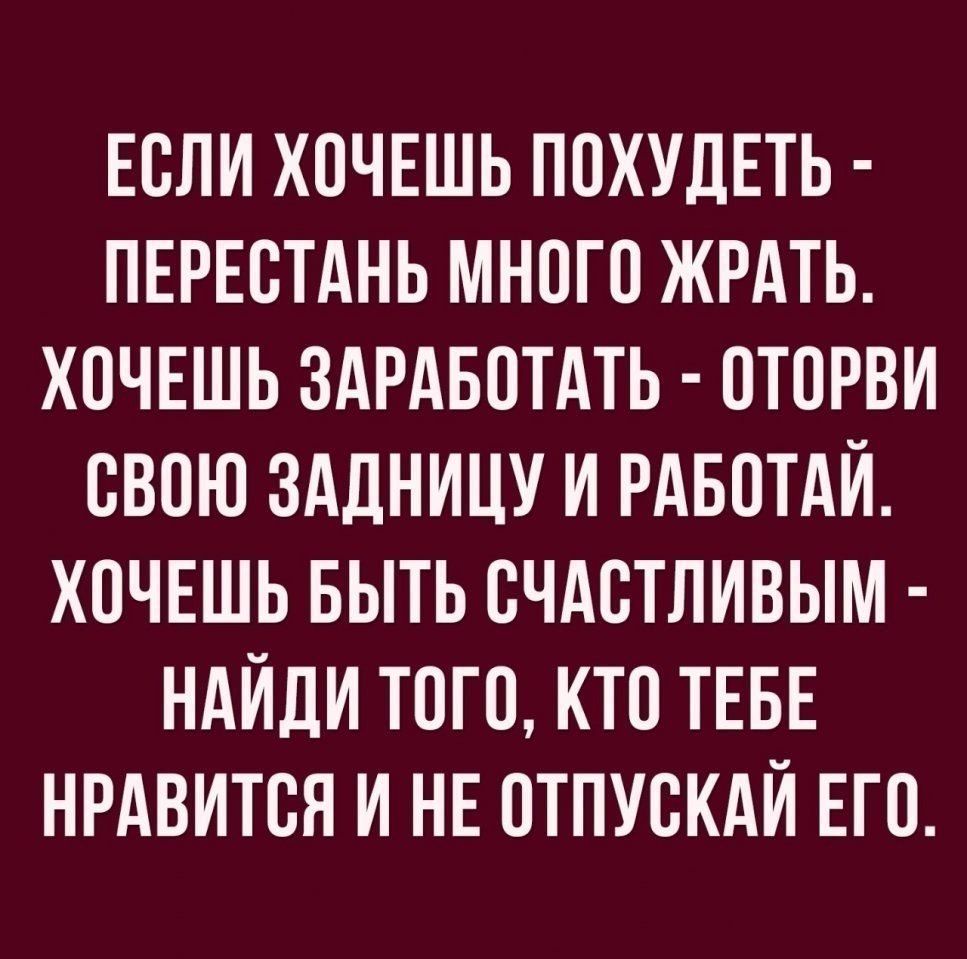 ЕСЛИ ХОЧЕШЬ ПОХУДЕТЬ -
ПЕРЕСТАНЬ МНОГО ЖРАТЬ.
ХОЧЕШЬ ЗАРАБОТАТЬ - ОТОРВИ
СВОЮ ЗАДНИЦУ И РАБОТАЙ.
ХОЧЕШЬ БЫТЬ СЧАСТЛИВЫМ -
НАЙДИ ТОГО, КТО ТЕБЕ
НРАВИТСЯ И НЕ ОТПУСКАЙ ЕГО.